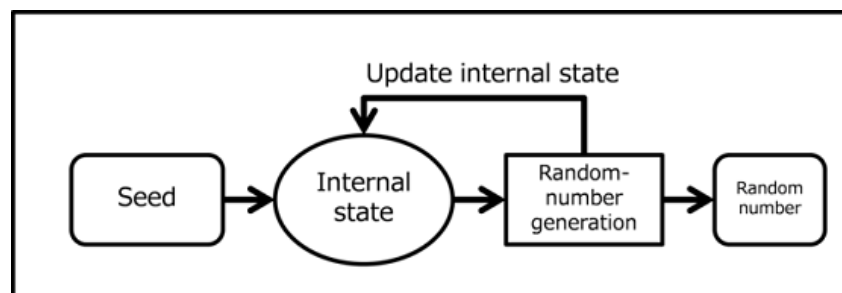 Update internal state
Seed
Internal
state
Random-
number
generation
Random
number